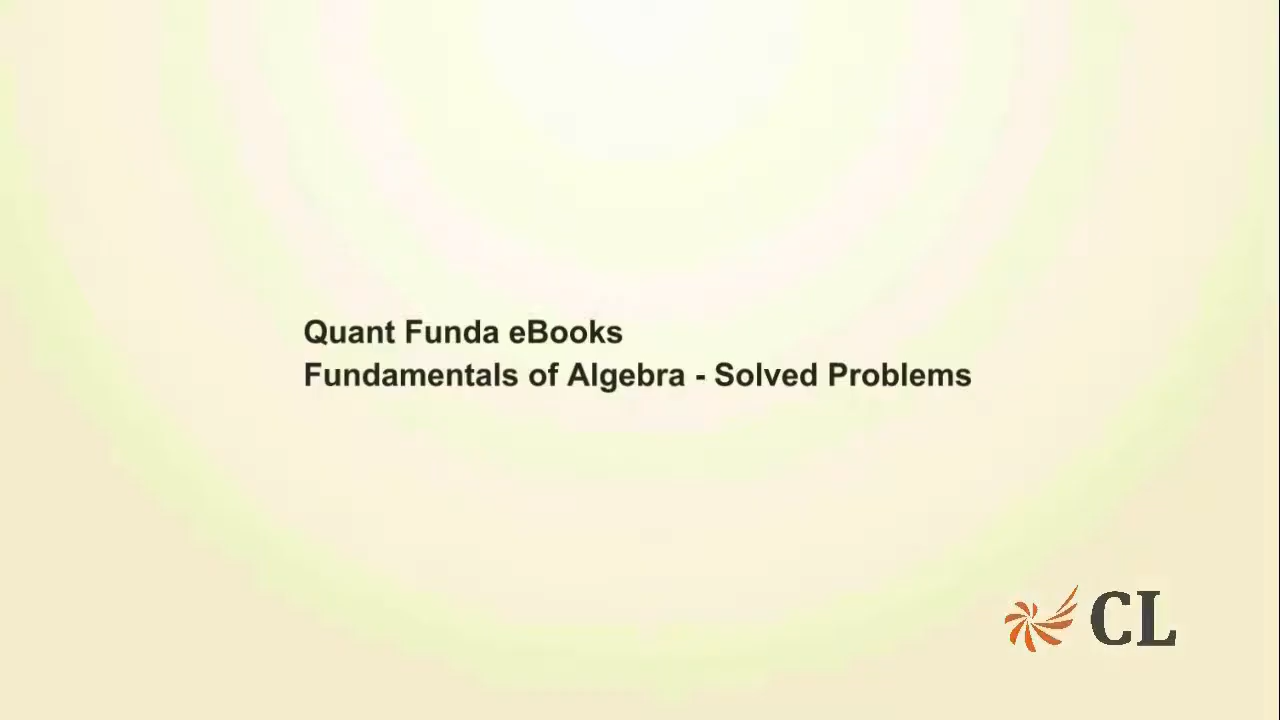 Quant Funda eBooks
Fundamentals of Algebra - Solved Problems
CL